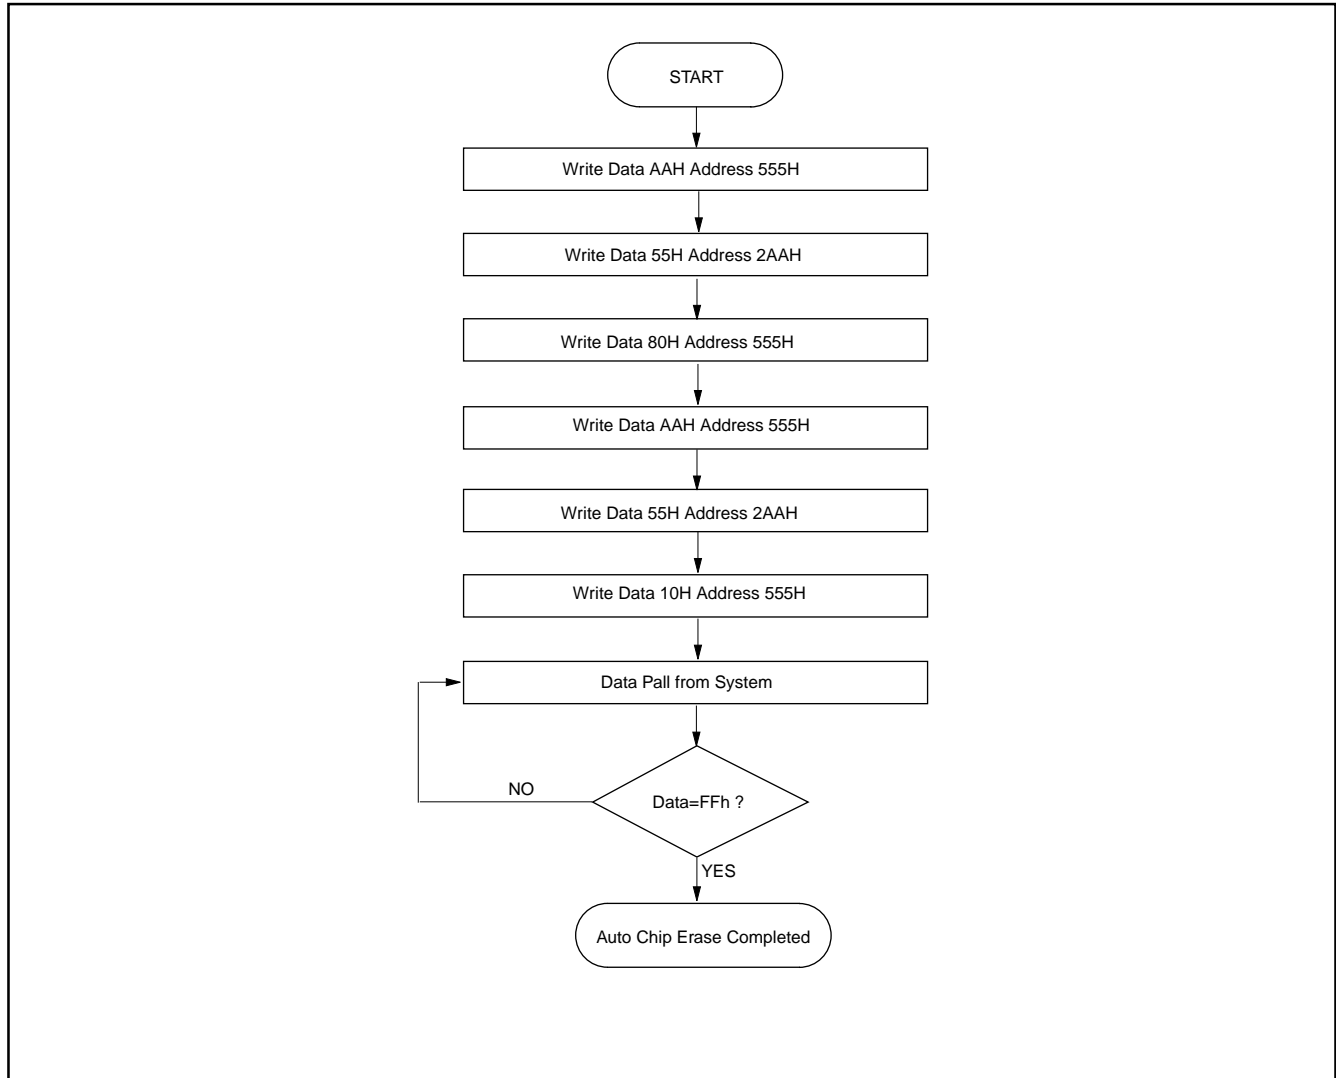 START
Write Data AAH Address 555H
Write Data 55H Address 2AAH
Write Data 80H Address 555H
Write Data AAH Address 555H
Write Data 55H Address 2AAH
Write Data 10H Address 555H
Data Pall from System
NO
Data=FFh ?
YES
Auto Chip Erase Completed